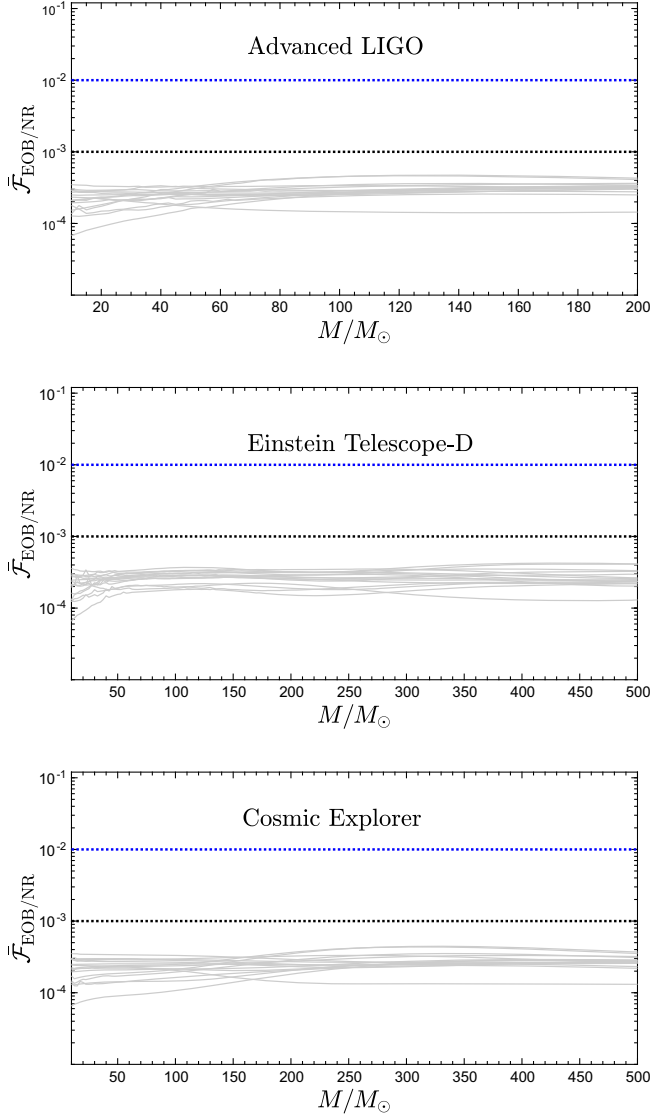 10⁻¹
Advanced LIGO
10⁻²
F̄EOB/NR
10⁻³
10⁻⁴
20 40 60 80 100 120 140 160 180 200
M/M⊙
10⁻¹
Einstein Telescope-D
10⁻²
F̄EOB/NR
10⁻³
10⁻⁴
50 100 150 200 250 300 350 400 450 500
M/M⊙
10⁻¹
Cosmic Explorer
10⁻²
F̄EOB/NR
10⁻³
10⁻⁴
50 100 150 200 250 300 350 400 450 500
M/M⊙